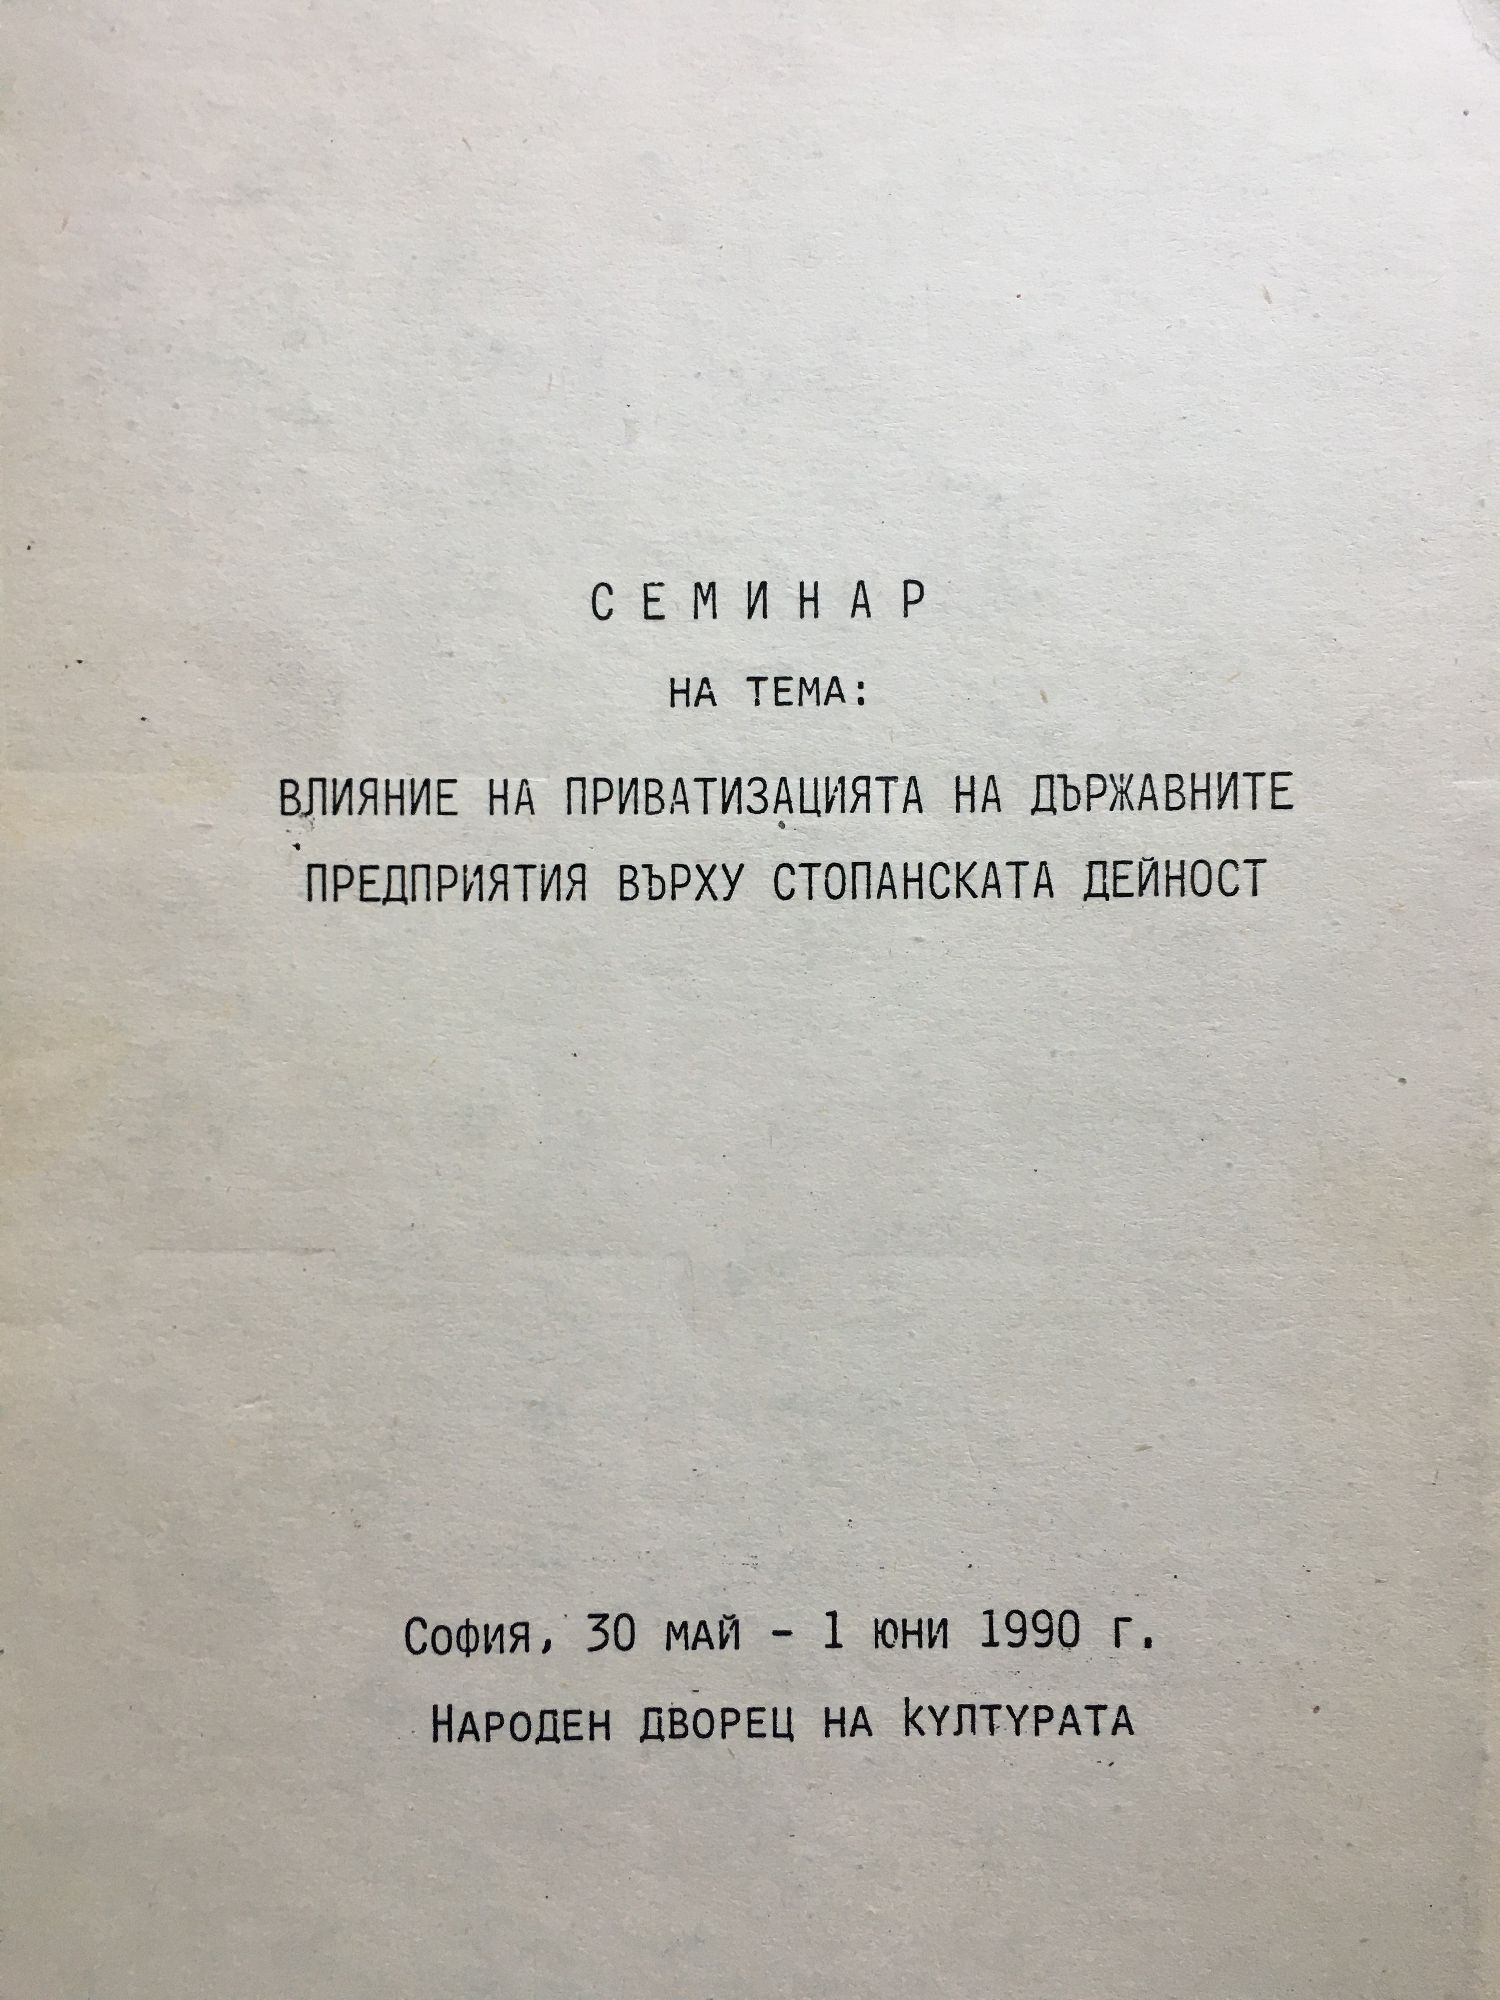 СЕМИНАР
НА ТЕМА:
ВЛИЯНИЕ НА ПРИВАТИЗАЦИЯТА НА ДЪРЖАВНИТЕ
ПРЕДПРИЯТИЯ ВЪРХУ СТОПАНСКАТА ДЕЙНОСТ
София, 30 май - 1 юни 1990 г.
Народен дворец на културата